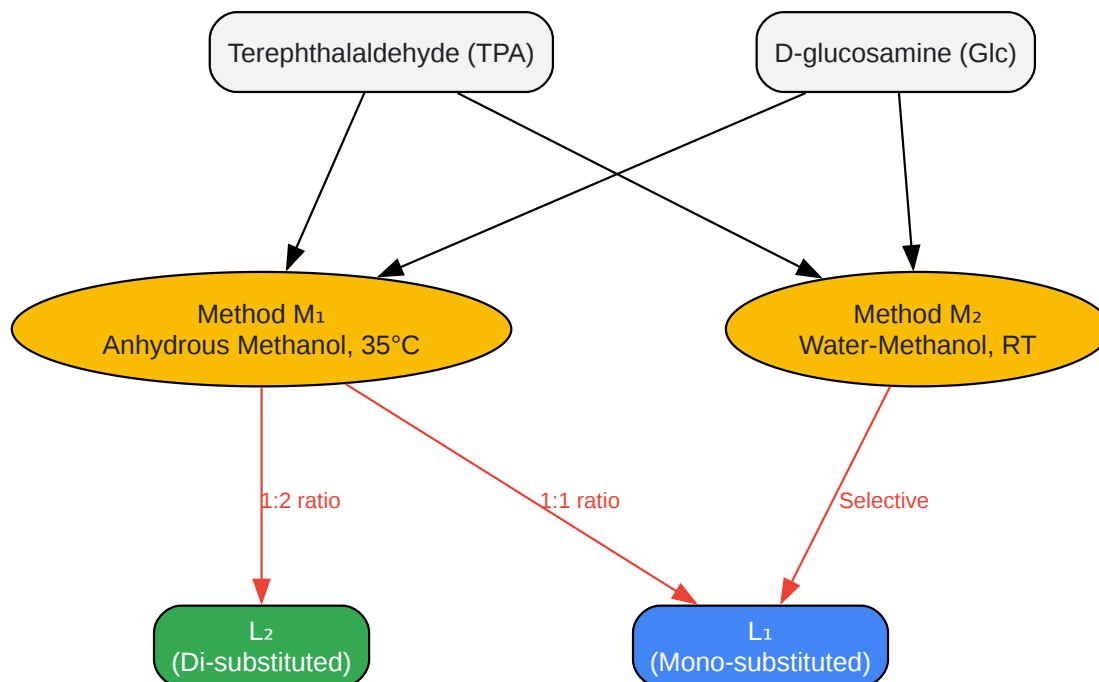 Terephthalaldehyde (TPA)
D-glucosamine (Glc)
Method M₁
Anhydrous Methanol, 35°C
Method M₂
Water-Methanol, RT
1:2 ratio
1:1 ratio
Selective
L₂
(Di-substituted)
L₁
(Mono-substituted)